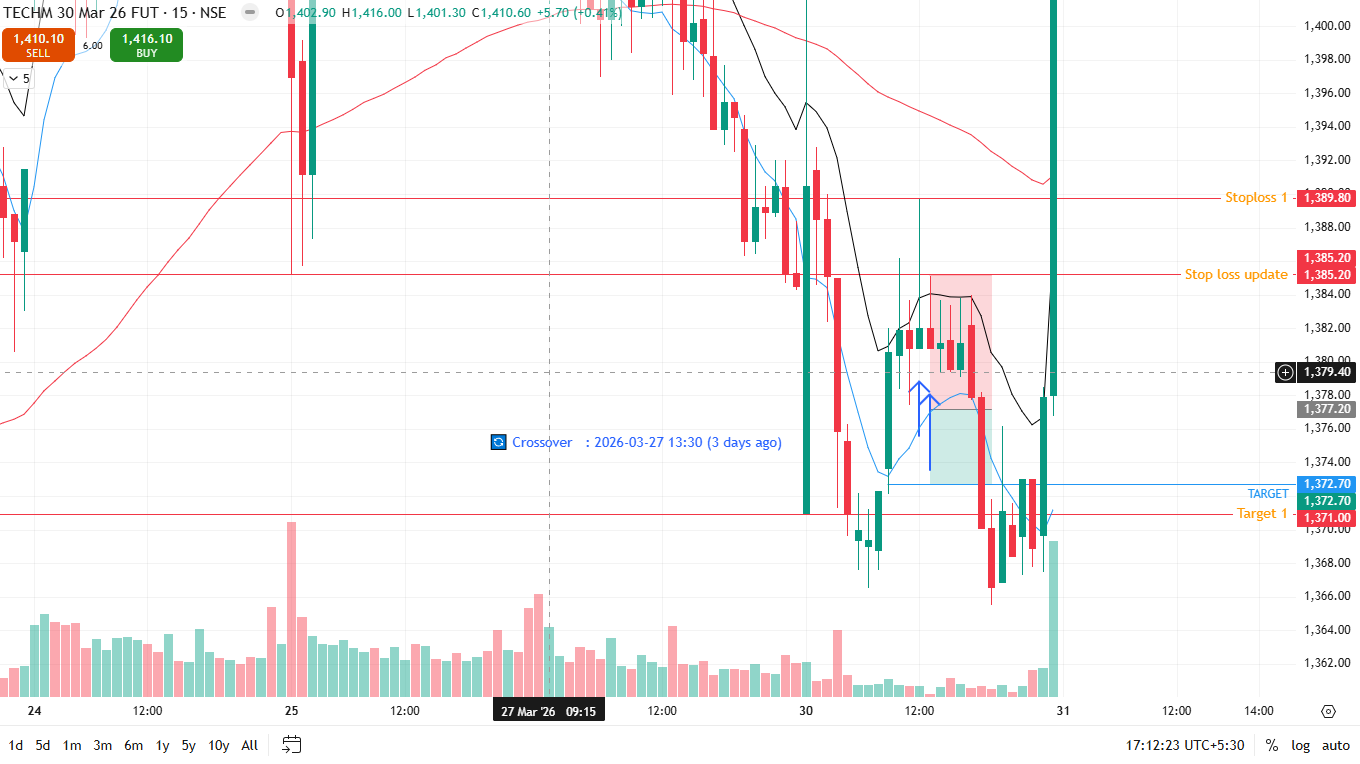 TECHM 30 Mar 26 FUT · 15 · NSE O1,402.90 H1,416.00 L1,401.30 C1,410.60 +5.70 (+0.41%)
1,410.10
SELL
6.00
1,416.10
BUY
5
1,400.00
1,398.00
1,396.00
1,394.00
1,392.00
Stoploss 1
1,389.80
1,388.00
1,385.20
Stop loss update
1,385.20
1,384.00
1,382.00
1,380.00
1,379.40
1,378.00
1,377.20
1,376.00
Crossover : 2026-03-27 13:30 (3 days ago)
1,374.00
1,372.70
TARGET
1,372.70
Target 1
1,371.00
1,370.00
1,368.00
1,366.00
1,364.00
1,362.00
24 12:00 25 12:00 27 Mar '26 09:15 12:00 30 12:00 31 12:00 14:00
1d 5d 1m 3m 6m 1y 5y 10y All 17:12:23 UTC+5:30 % log auto